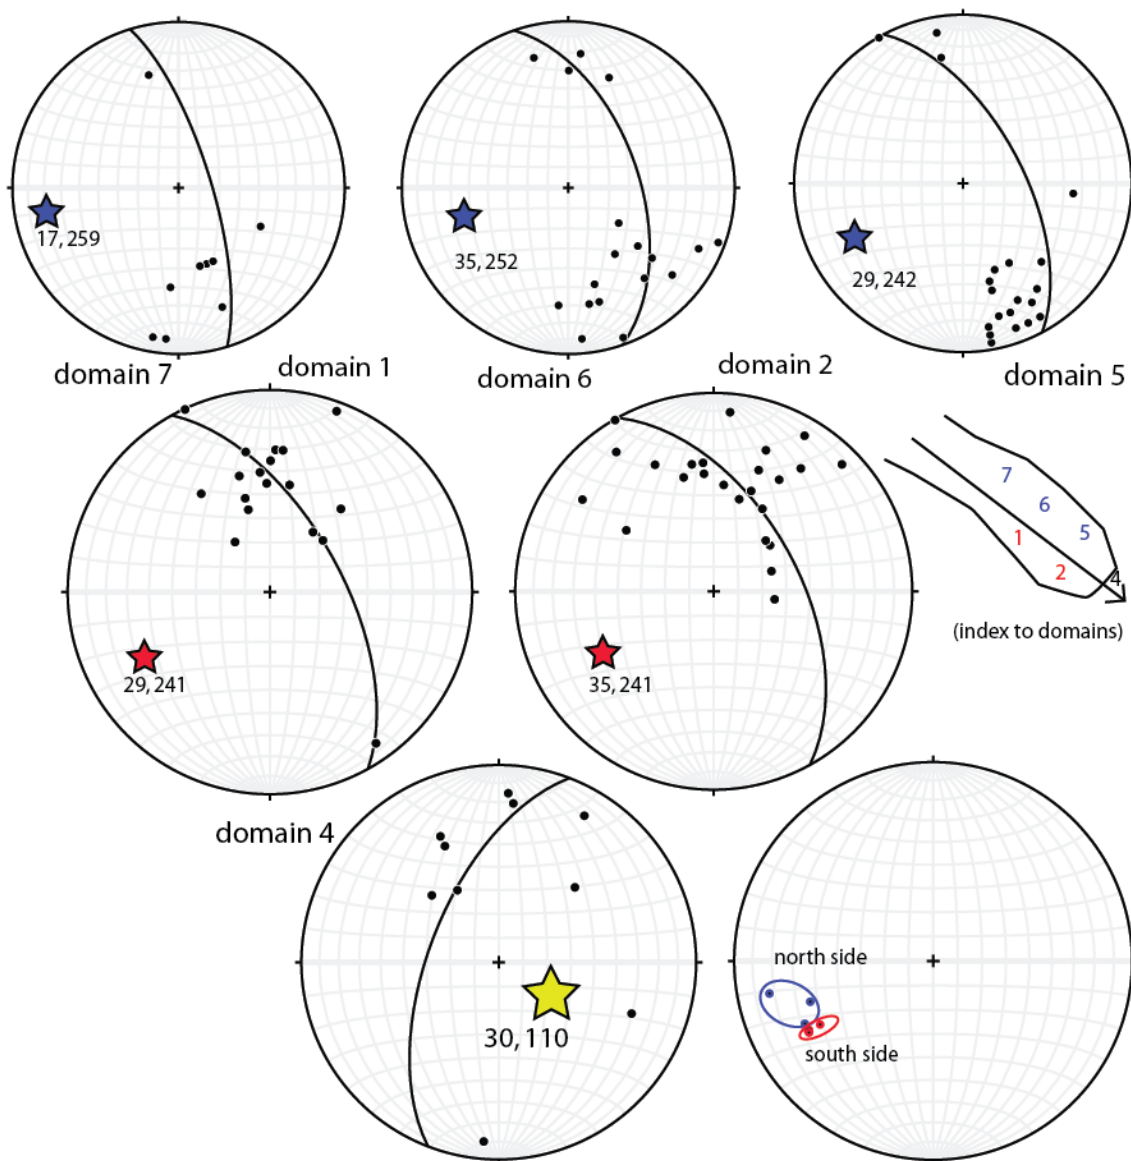 17, 259
35, 252
29, 242
domain 7
domain 1
domain 6
domain 2
domain 5
29, 241
35, 241
7
6
5
1
2
4
(index to domains)
domain 4
30, 110
north side
south side